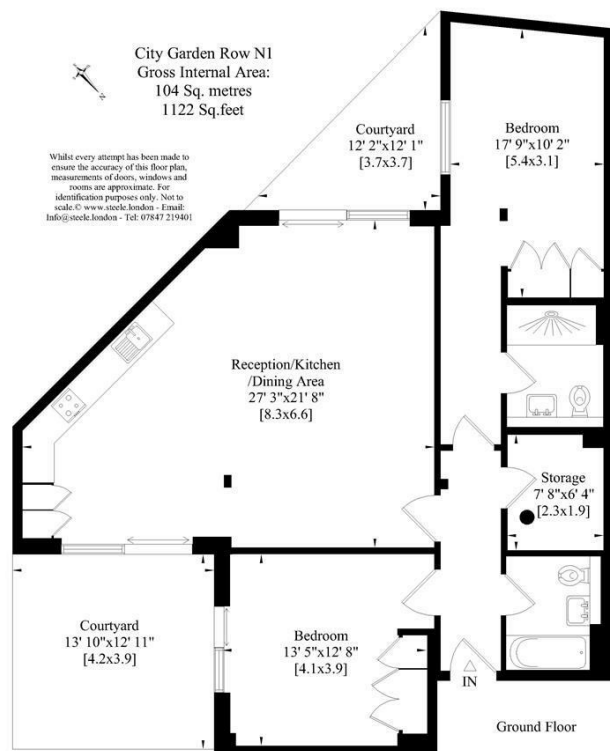 City Garden Row N1
Gross Internal Area:
104 Sq. metres
1122 Sq.feet
Whilst every attempt has been made to
ensure the accuracy of this floor plan,
measurements of doors, windows and
rooms are approximate. For
identification purposes only. Not to
scale.© www.steele.london - Email:
Info@steele.london - Tel: 07847 219401
Courtyard
12' 2"x12' 1"
[3.7x3.7]
Bedroom
17' 9"x10' 2"
[5.4x3.1]
Reception/Kitchen
/Dining Area
27' 3"x21' 8"
[8.3x6.6]
Storage
7' 8"x6' 4"
[2.3x1.9]
Courtyard
13' 10"x12' 11"
[4.2x3.9]
Bedroom
13' 5"x12' 8"
[4.1x3.9]
IN
Ground Floor